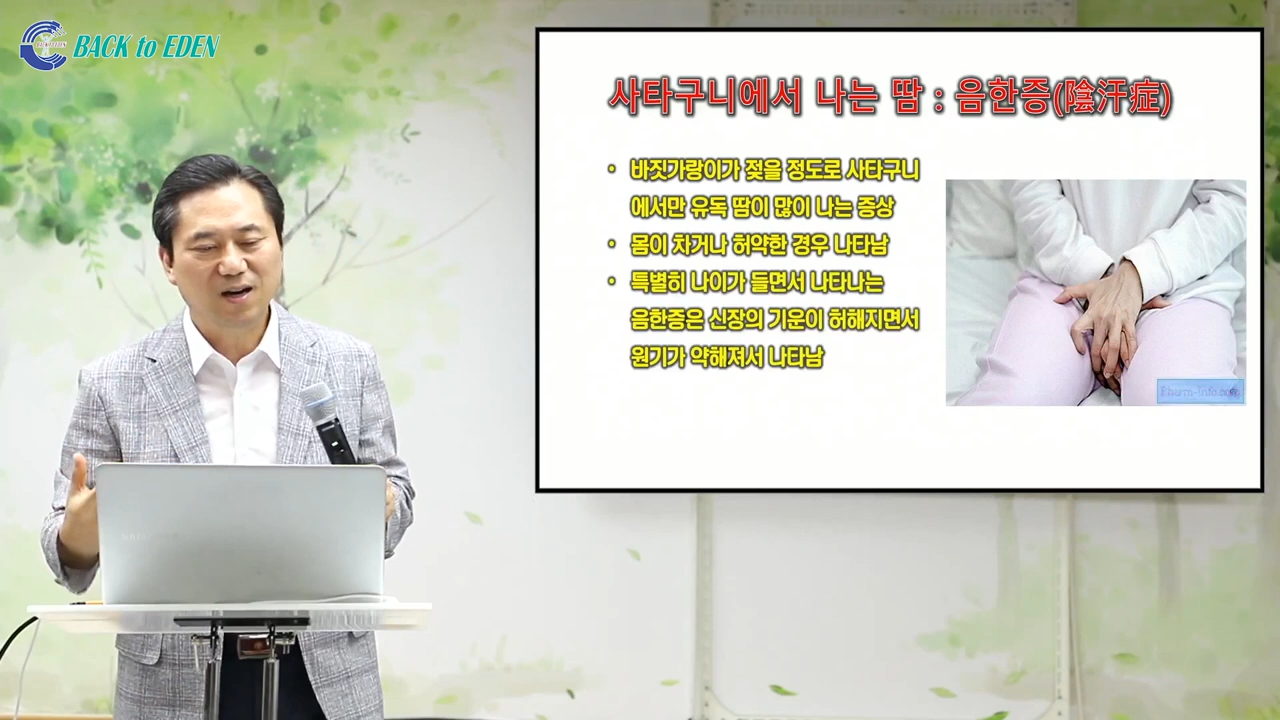 BACK to EDEN
사타구니에서 나는 땀 : 음한증(陰汗症)
• 바짓가랑이가 젖을 정도로 사타구니
에서만 유독 땀이 많이 나는 증상
• 몸이 차거나 허약한 경우 나타남
• 특별히 나이가 들면서 나타나는
음한증은 신장의 기운이 허해지면서
원기가 약해져서 나타남
Pharm-Info.com
SAMSUNG